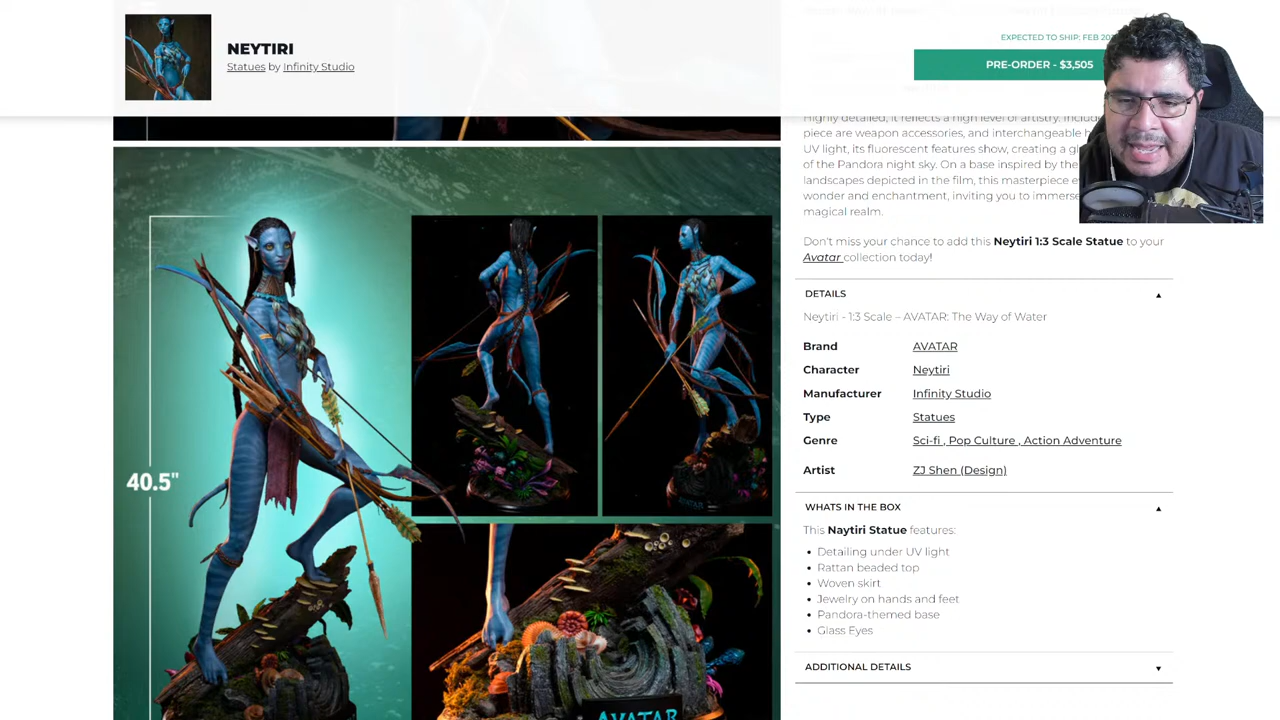 NEYTIRI
Statues by Infinity Studio
EXPECTED TO SHIP: FEB
PRE-ORDER - $3,505
40.5"
AVATAR
Highly detailed, it reflects a high level of artistry.
piece are weapon accessories, and interchangeable
UV light, its fluorescent features show, creating a
of the Pandora night sky. On a base inspired by the
landscapes depicted in the film, this masterpiece
wonder and enchantment, inviting you to immerse
magical realm.
Don't miss your chance to add this Neytiri 1:3 Scale Statue to your
Avatar collection today!
DETAILS
Neytiri - 1:3 Scale – AVATAR: The Way of Water
Brand AVATAR
Character Neytiri
Manufacturer Infinity Studio
Type Statues
Genre Sci-fi , Pop Culture , Action Adventure
Artist ZJ Shen (Design)
WHATS IN THE BOX
This Naytiri Statue features:
• Detailing under UV light
• Rattan beaded top
• Woven skirt
• Jewelry on hands and feet
• Pandora-themed base
• Glass Eyes
ADDITIONAL DETAILS